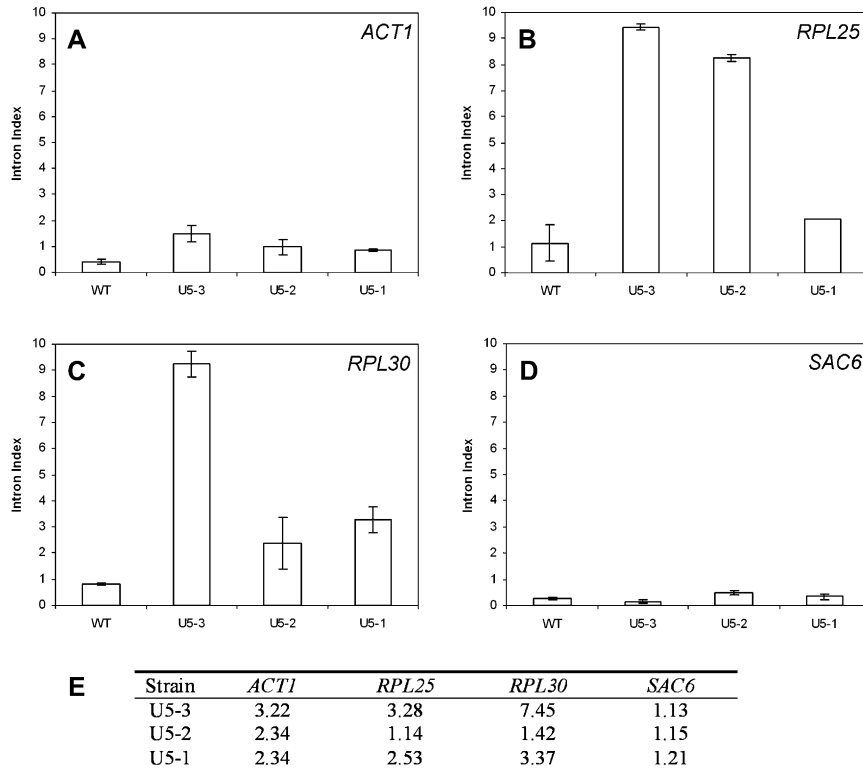 A
ACT1
Intron Index
10
9
8
7
6
5
4
3
2
1
0
WT U5-3 U5-2 U5-1
B
RPL25
Intron Index
10
9
8
7
6
5
4
3
2
1
0
WT U5-3 U5-2 U5-1
C
RPL30
Intron Index
10
9
8
7
6
5
4
3
2
1
0
WT U5-3 U5-2 U5-1
D
SAC6
Intron Index
10
9
8
7
6
5
4
3
2
1
0
WT U5-3 U5-2 U5-1
E
Strain ACT1 RPL25 RPL30 SAC6
U5-3 3.22 3.28 7.45 1.13
U5-2 2.34 1.14 1.42 1.15
U5-1 2.34 2.53 3.37 1.21